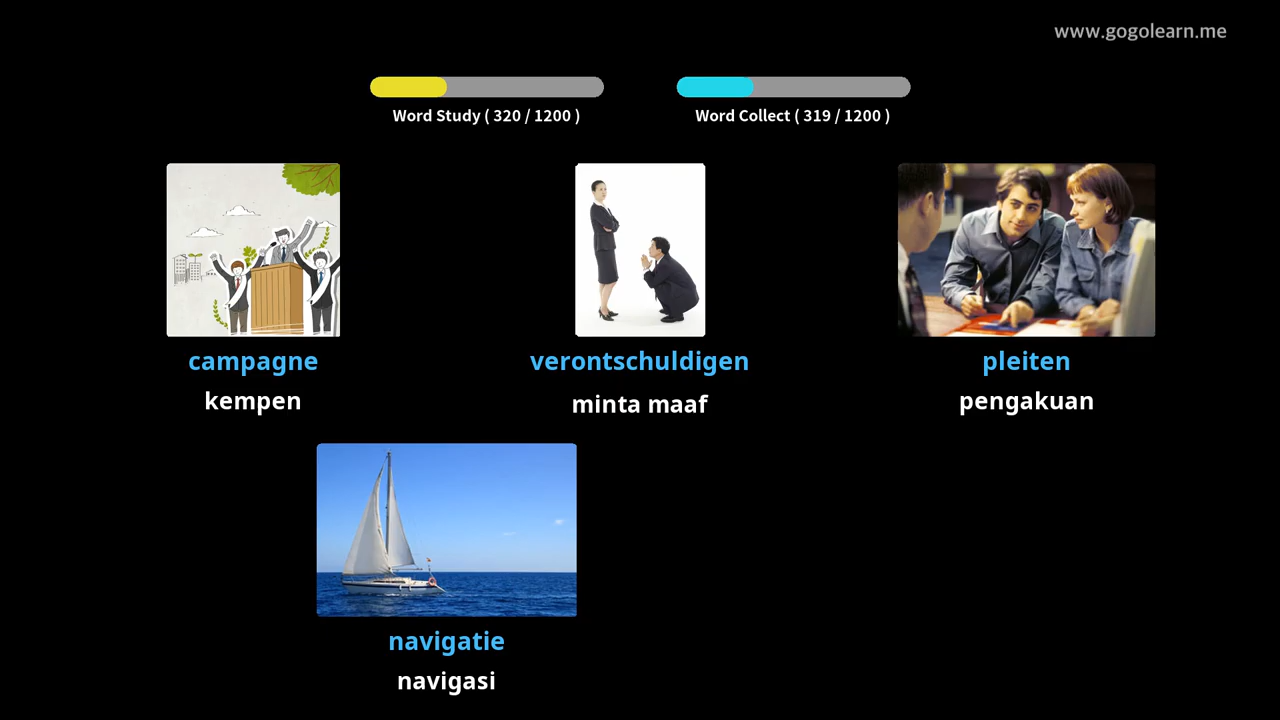 www.gogolearn.me
Word Study ( 320 / 1200 )
Word Collect ( 319 / 1200 )
campagne
kempen
verontschuldigen
minta maaf
pleiten
pengakuan
navigatie
navigasi